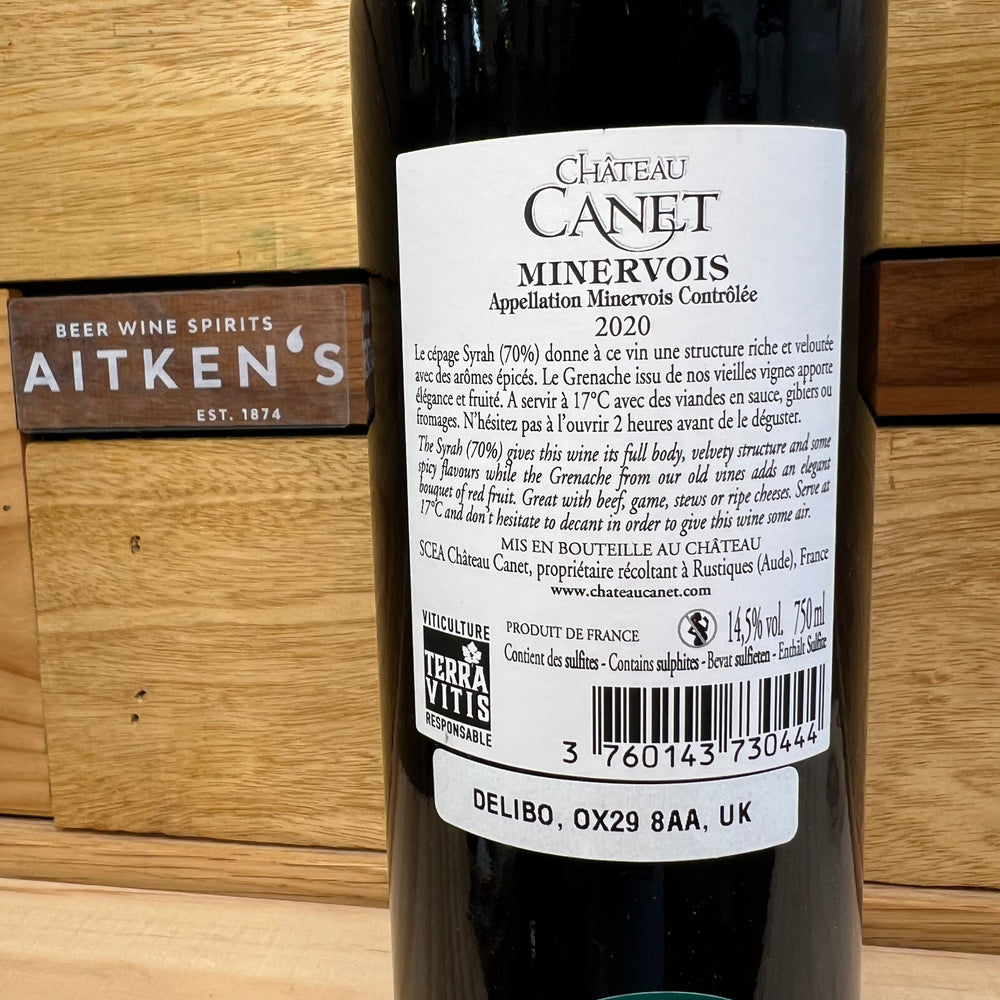 BEER WINE SPIRITS
AITKEN'S
EST. 1874
CHÂTEAU
CANET
MINERVOIS
Appellation Minervois Contrôlée
2020
Le cépage Syrah (70%) donne à ce vin une structure riche et veloutée
avec des arômes épicés. Le Grenache issu de nos vieilles vignes apporte
élégance et fruité. A servir à 17°C avec des viandes en sauce, gibiers ou
fromages. N'hésitez pas à l'ouvrir 2 heures avant de le déguster.
The Syrah (70%) gives this wine its full body, velvety structure and some
spicy flavours while the Grenache from our old vines adds an elegant
bouquet of red fruit. Great with beef, game, stews or ripe cheeses. Serve at
17°C and don't hesitate to decant in order to give this wine some air.
MIS EN BOUTEILLE AU CHÂTEAU
SCEA Château Canet, propriétaire récoltant à Rustiques (Aude), France
www.chateaucanet.com
VITICULTURE
TERRA
VITIS
RESPONSABLE
PRODUIT DE FRANCE
14,5% vol. 750 ml
Contient des sulfites - Contains sulphites - Bevat sulfieten - Enthält Sulfite
3 760143 730444
DELIBO, OX29 8AA, UK